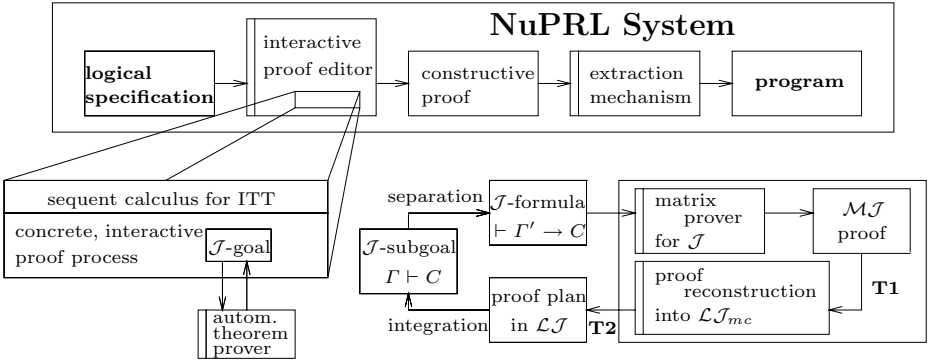 NuPRL System
logical
specification
interactive
proof editor
constructive
proof
extraction
mechanism
program
sequent calculus for ITT
concrete, interactive
proof process
𝒥-goal
autom.
theorem
prover
separation
𝒥-subgoal
Γ ⊢ C
integration
𝒥-formula
⊢ Γ′ → C
proof plan
in ℒ𝒥
T2
matrix
prover
for 𝒥
ℳ𝒥
proof
T1
proof
reconstruction
into ℒ𝒥mc